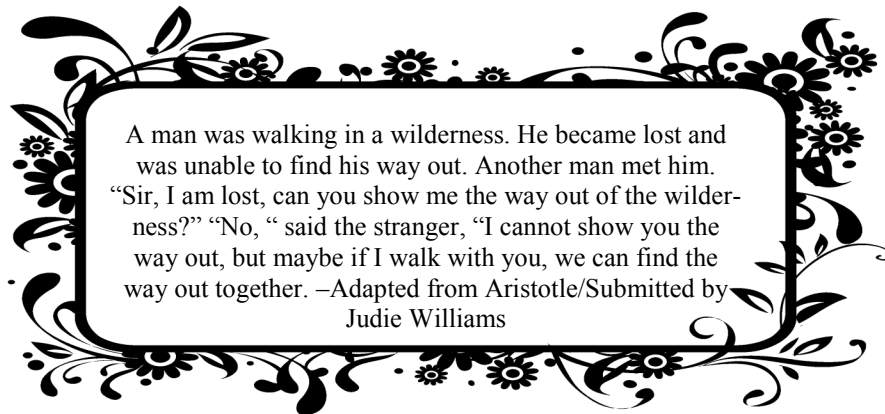 A man was walking in a wilderness. He became lost and
was unable to find his way out. Another man met him.
“Sir, I am lost, can you show me the way out of the wilder-
ness?” “No, “ said the stranger, “I cannot show you the
way out, but maybe if I walk with you, we can find the
way out together. –Adapted from Aristotle/Submitted by
Judie Williams